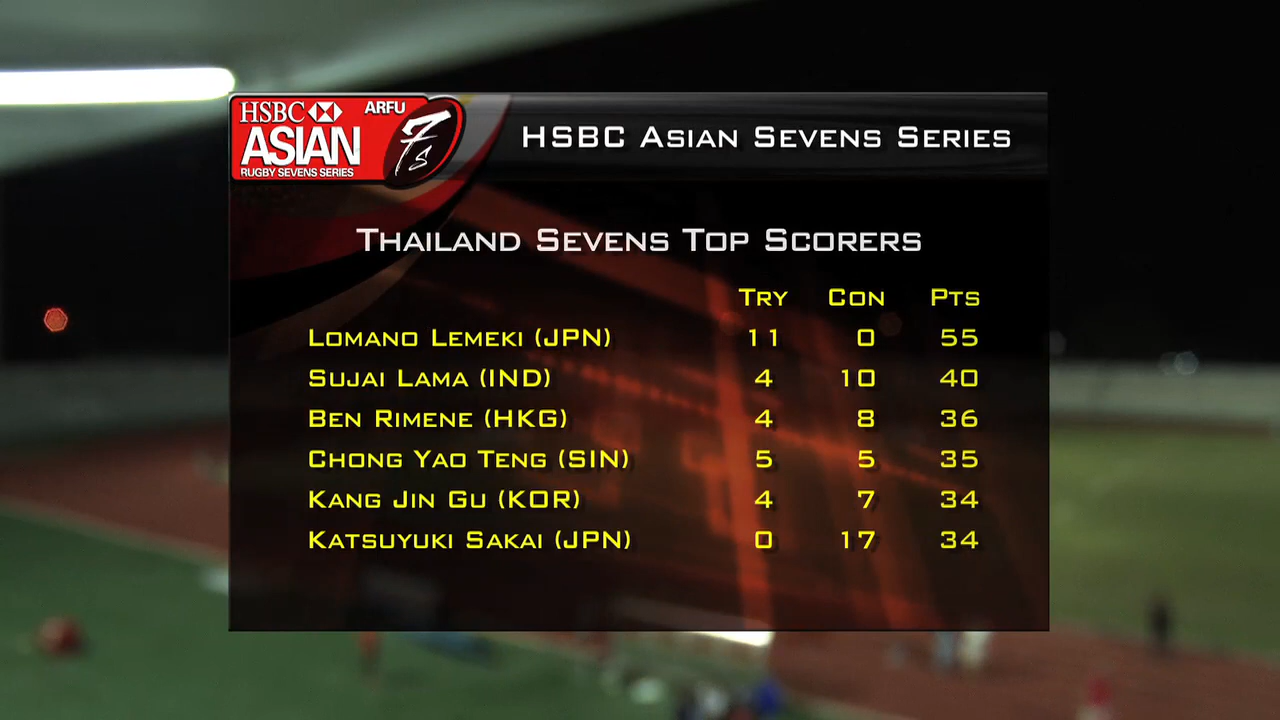 HSBC ARFU
ASIAN 7s
RUGBY SEVENS SERIES
HSBC ASIAN SEVENS SERIES
THAILAND SEVENS TOP SCORERS
TRY CON PTS
LOMANO LEMEKI (JPN) 11 0 55
SUJAI LAMA (IND) 4 10 40
BEN RIMENE (HKG) 4 8 36
CHONG YAO TENG (SIN) 5 5 35
KANG JIN GU (KOR) 4 7 34
KATSUYUKI SAKAI (JPN) 0 17 34